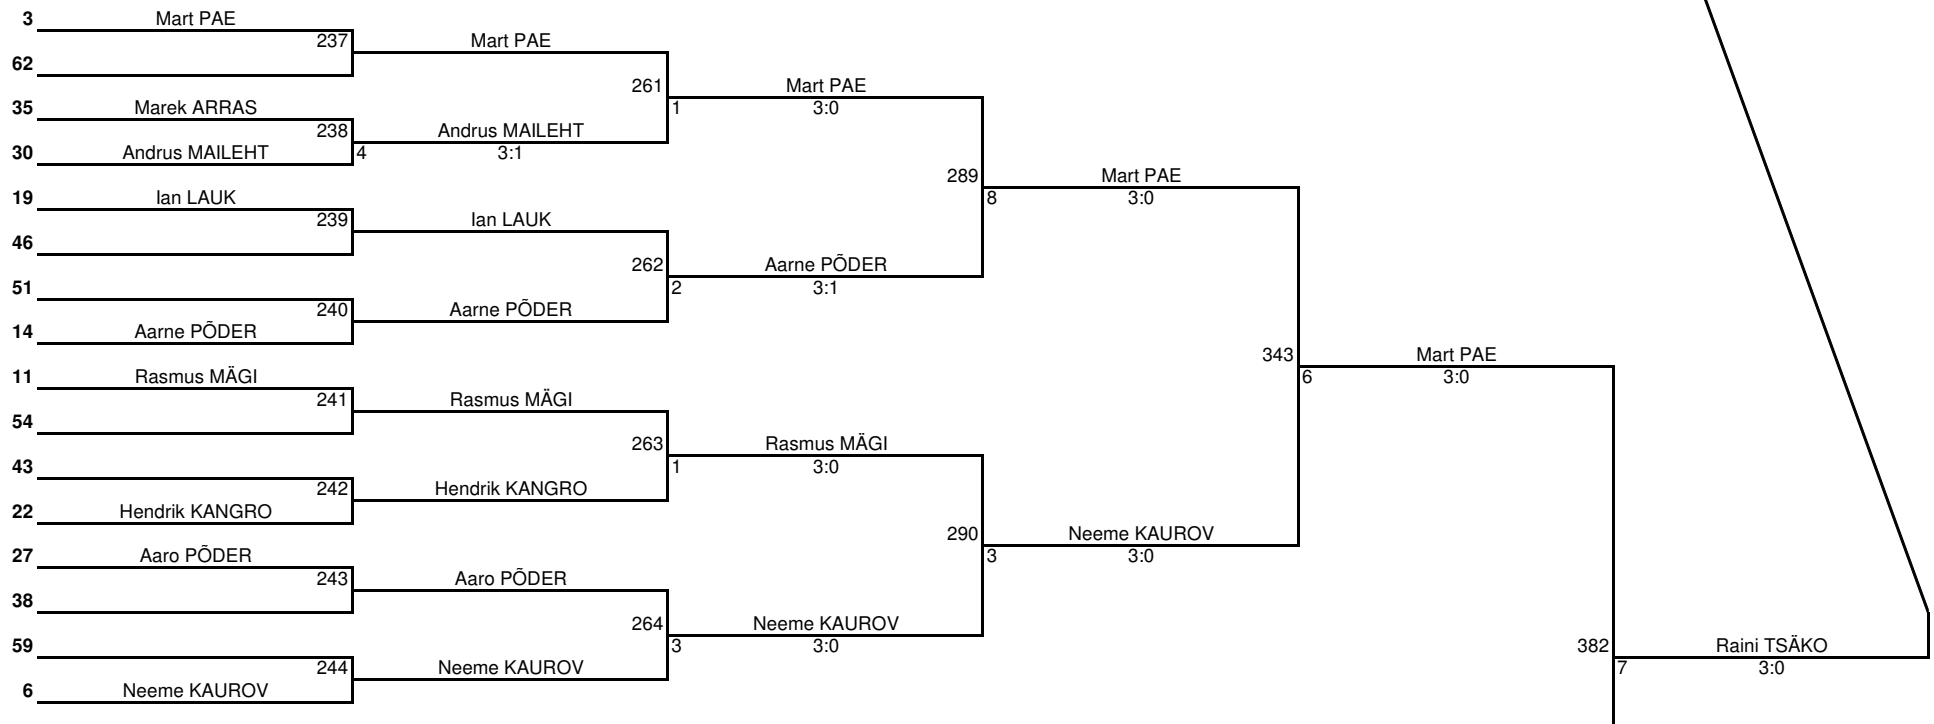 3 Mart PAE
237 Mart PAE
62
261 Mart PAE
35 Marek ARRAS
1 3:0
238 Andrus MAILEHT
30 Andrus MAILEHT
4 3:1
289 Mart PAE
19 Ian LAUK
8 3:0
239 Ian LAUK
46
262 Aarne PÕDER
51
2 3:1
240 Aarne PÕDER
14 Aarne PÕDER
343 Mart PAE
11 Rasmus MÄGI
6 3:0
241 Rasmus MÄGI
54
263 Rasmus MÄGI
43
1 3:0
242 Hendrik KANGRO
22 Hendrik KANGRO
290 Neeme KAUROV
27 Aaro PÕDER
3 3:0
243 Aaro PÕDER
38
264 Neeme KAUROV
59
3 3:0
382 Raini TSÄKO
244 Neeme KAUROV
7 3:0
6 Neeme KAUROV